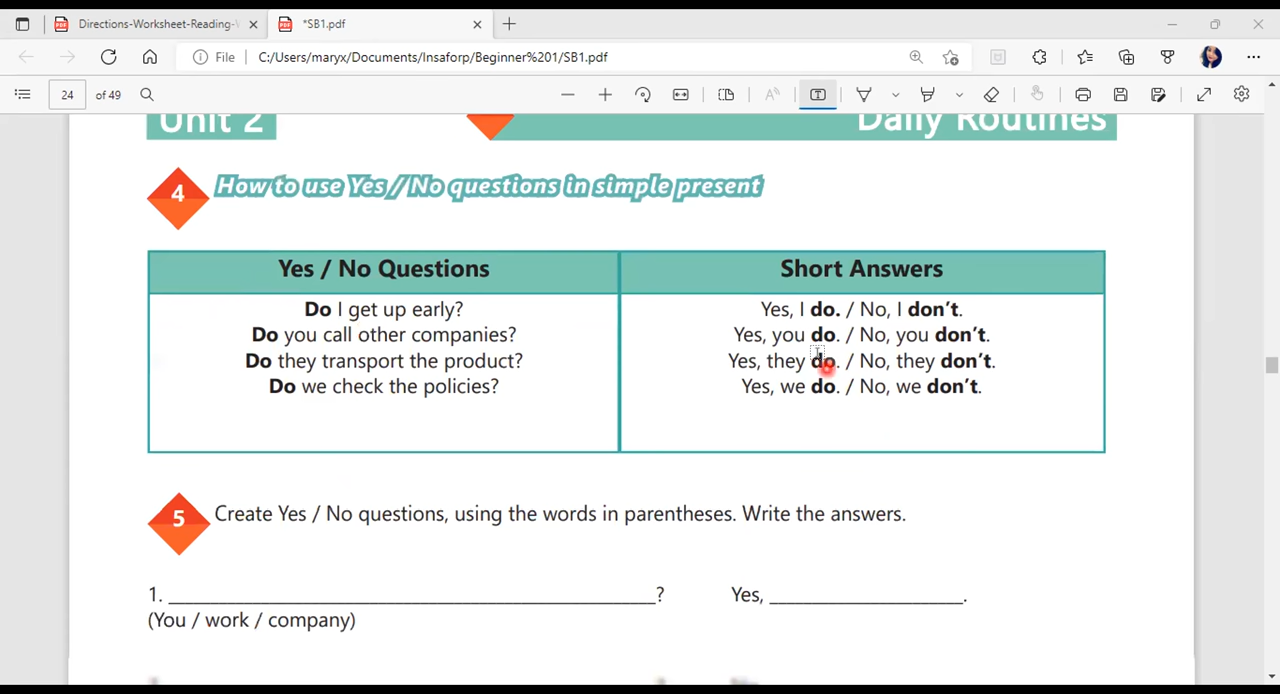 Directions-Worksheet-Reading-
*SB1.pdf
File
C:/Users/maryx/Documents/Insaforp/Beginner%201/SB1.pdf
24 of 49
Unit 2
Daily Routines
4
How to use Yes / No questions in simple present
Yes / No Questions
Short Answers
Do I get up early?
Yes, I do. / No, I don't.
Do you call other companies?
Yes, you do. / No, you don't.
Do they transport the product?
Yes, they do. / No, they don't.
Do we check the policies?
Yes, we do. / No, we don't.
5
Create Yes / No questions, using the words in parentheses. Write the answers.
1. ______________________________________________? Yes, ___________________.
(You / work / company)